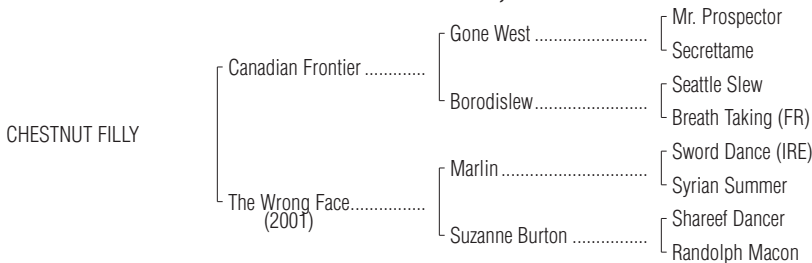 Mr. Prospector
Gone West ........................
Secrettame
Canadian Frontier .............
Seattle Slew
Borodislew........................
Breath Taking (FR)
CHESTNUT FILLY
Sword Dance (IRE)
Marlin ...............................
Syrian Summer
The Wrong Face................
(2001)
Shareef Dancer
Suzanne Burton ................
Randolph Macon